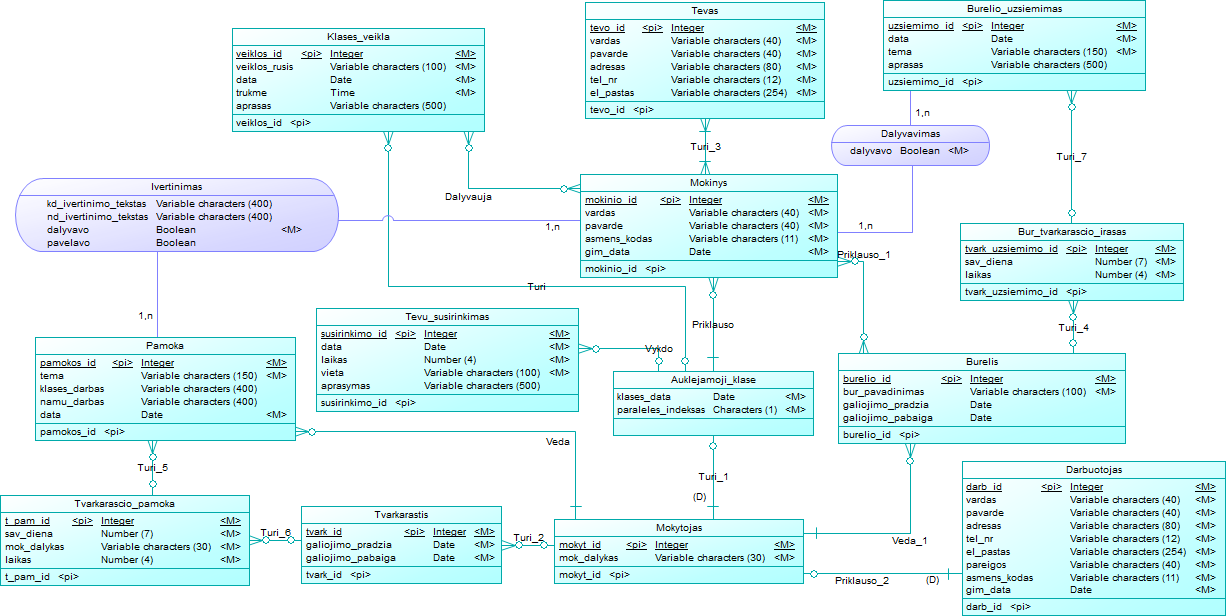 Klases_veikla
veiklos_id <pi> Integer <M>
veiklos_rusis Variable characters (100) <M>
data Date <M>
trukme Time <M>
aprasas Variable characters (500)
veiklos_id <pi>
Tevas
tevo_id <pi> Integer <M>
vardas Variable characters (40) <M>
pavarde Variable characters (40) <M>
adresas Variable characters (80) <M>
tel_nr Variable characters (12) <M>
el_pastas Variable characters (254) <M>
tevo_id <pi>
Burelio_uzsiemimas
uzsiemimo_id <pi> Integer <M>
data Date <M>
tema Variable characters (150) <M>
aprasas Variable characters (500)
uzsiemimo_id <pi>
1,n
Dalyvavimas
dalyvavo Boolean <M>
Turi_3
Turi_7
Ivertinimas
kd_ivertinimo_tekstas Variable characters (400)
nd_ivertinimo_tekstas Variable characters (400)
dalyvavo Boolean <M>
pavelavo Boolean
Dalyvauja
Mokinys
mokinio_id <pi> Integer <M>
vardas Variable characters (40) <M>
pavarde Variable characters (40) <M>
asmens_kodas Variable characters (11) <M>
gim_data Date <M>
mokinio_id <pi>
1,n
1,n
Priklauso_1
Bur_tvarkarascio_irasas
tvark_uzsiemimo_id <pi> Integer <M>
sav_diena Number (7) <M>
laikas Number (4) <M>
tvark_uzsiemimo_id <pi>
Turi
1,n
Priklauso
Turi_4
Tevu_susirinkimas
susirinkimo_id <pi> Integer <M>
data Date <M>
laikas Number (4) <M>
vieta Variable characters (100) <M>
aprasymas Variable characters (500)
susirinkimo_id <pi>
Vykdo
Pamoka
pamokos_id <pi> Integer <M>
tema Variable characters (150) <M>
klases_darbas Variable characters (400)
namu_darbas Variable characters (400)
data Date <M>
pamokos_id <pi>
Auklejamoji_klase
klases_data Date <M>
paraleles_indeksas Characters (1) <M>
Burelis
burelio_id <pi> Integer <M>
bur_pavadinimas Variable characters (100) <M>
galiojimo_pradzia Date
galiojimo_pabaiga Date
burelio_id <pi>
Veda
Turi_5
Turi_1
(D)
Tvarkarascio_pamoka
t_pam_id <pi> Integer <M>
sav_diena Number (7) <M>
mok_dalykas Variable characters (30) <M>
laikas Number (4) <M>
t_pam_id <pi>
Turi_6
Tvarkarastis
tvark_id <pi> Integer <M>
galiojimo_pradzia Date <M>
galiojimo_pabaiga Date <M>
tvark_id <pi>
Turi_2
Mokytojas
mokyt_id <pi> Integer <M>
mok_dalykas Variable characters (30) <M>
mokyt_id <pi>
Veda_1
Priklauso_2
(D)
Darbuotojas
darb_id <pi> Integer <M>
vardas Variable characters (40) <M>
pavarde Variable characters (40) <M>
adresas Variable characters (80) <M>
tel_nr Variable characters (12) <M>
el_pastas Variable characters (254) <M>
pareigos Variable characters (40) <M>
asmens_kodas Variable characters (11) <M>
gim_data Date <M>
darb_id <pi>